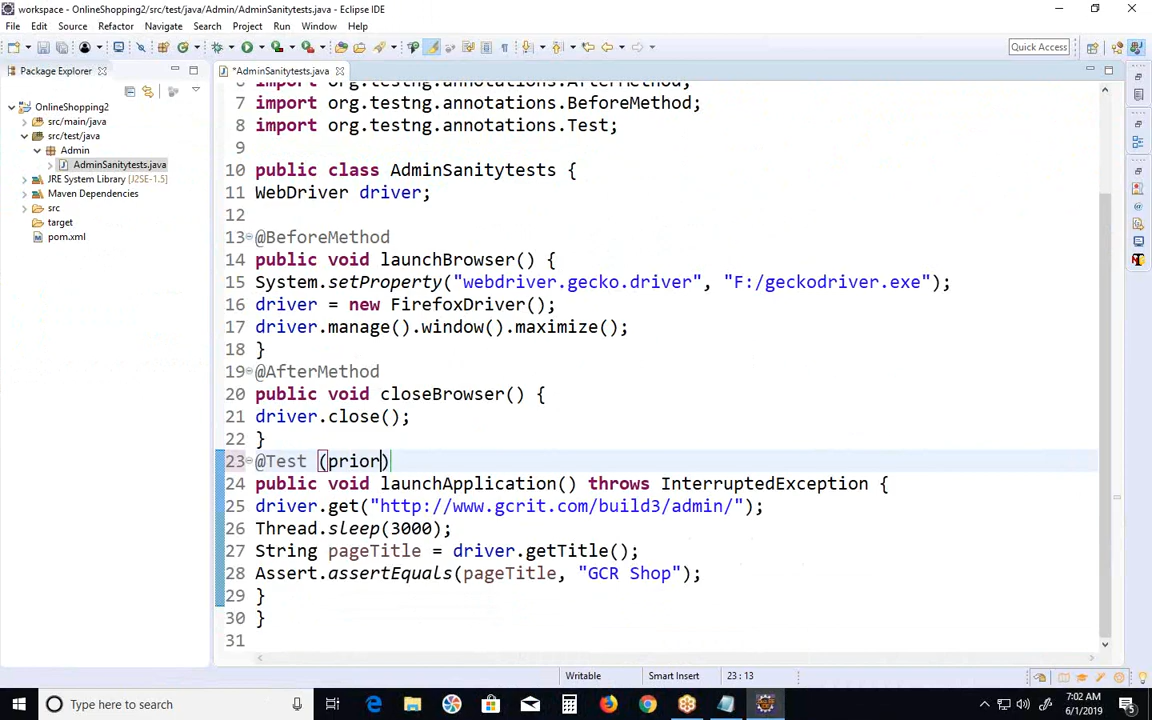 workspace - OnlineShopping2/src/test/java/Admin/AdminSanitytests.java - Eclipse IDE
File Edit Source Refactor Navigate Search Project Run Window Help
Quick Access
Package Explorer
*AdminSanitytests.java
OnlineShopping2
src/main/java
src/test/java
Admin
AdminSanitytests.java
JRE System Library [J2SE-1.5]
Maven Dependencies
src
target
pom.xml
import org.testng.annotations.AfterMethod;
7 import org.testng.annotations.BeforeMethod;
8 import org.testng.annotations.Test;
9
10 public class AdminSanitytests {
11 WebDriver driver;
12
13 @BeforeMethod
14 public void launchBrowser() {
15 System.setProperty("webdriver.gecko.driver", "F:/geckodriver.exe");
16 driver = new FirefoxDriver();
17 driver.manage().window().maximize();
18 }
19 @AfterMethod
20 public void closeBrowser() {
21 driver.close();
22 }
23 @Test (prior)
24 public void launchApplication() throws InterruptedException {
25 driver.get("http://www.gcrit.com/build3/admin/");
26 Thread.sleep(3000);
27 String pageTitle = driver.getTitle();
28 Assert.assertEquals(pageTitle, "GCR Shop");
29 }
30 }
31
Writable Smart Insert 23 : 13
Type here to search
7:02 AM
6/1/2019
5